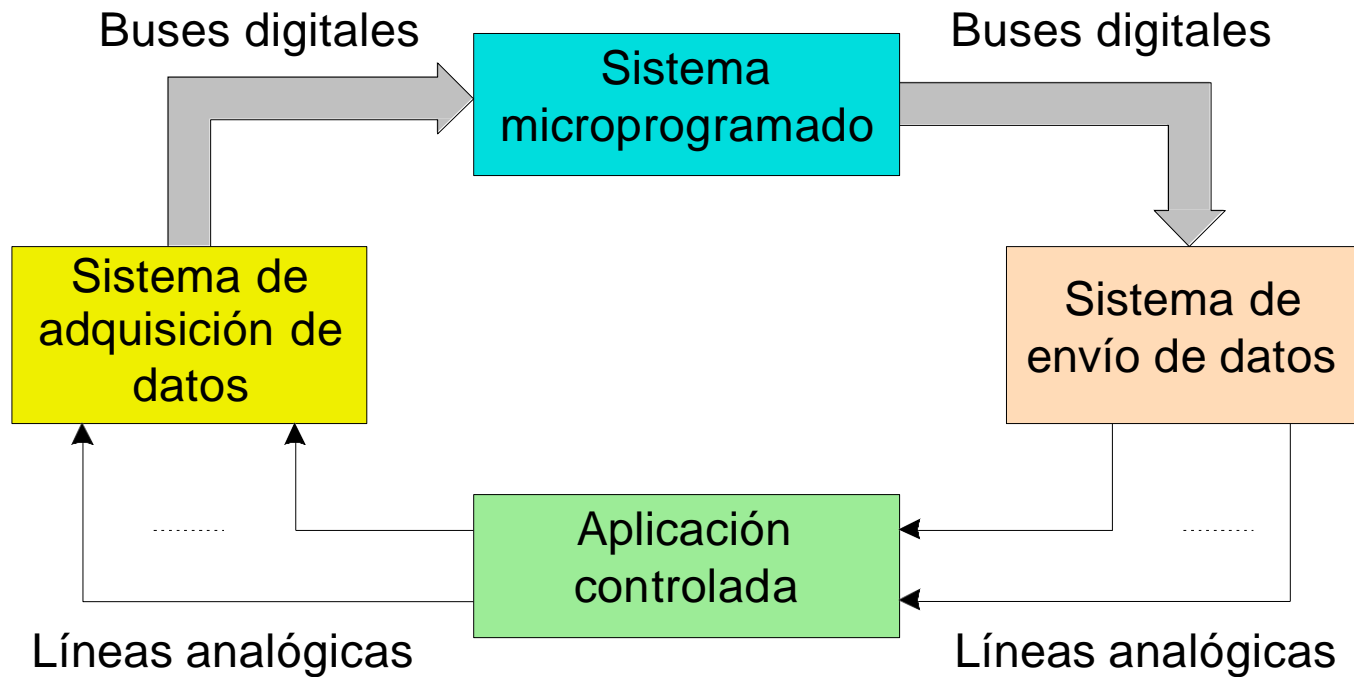 Buses digitales
Sistema
microprogramado
Buses digitales
Sistema de
adquisición de
datos
Sistema de
envío de datos
Aplicación
controlada
Líneas analógicas
Líneas analógicas